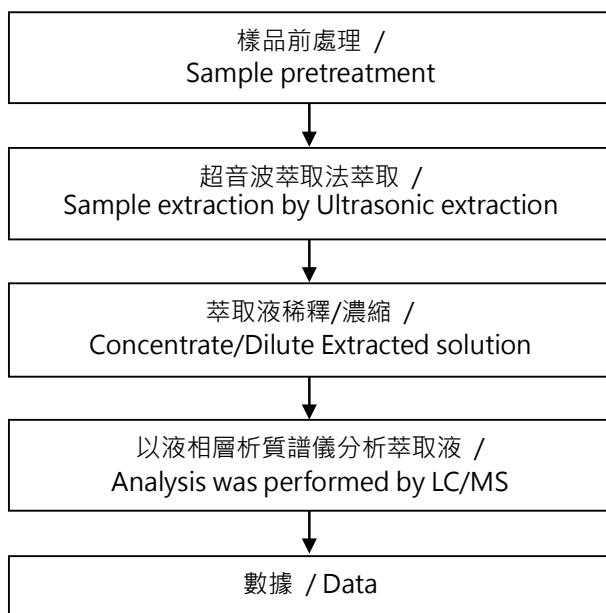 樣品前處理 /
Sample pretreatment
超音波萃取法萃取 /
Sample extraction by Ultrasonic extraction
萃取液稀釋/濃縮 /
Concentrate/Dilute Extracted solution
以液相層析質譜儀分析萃取液 /
Analysis was performed by LC/MS
數據 / Data